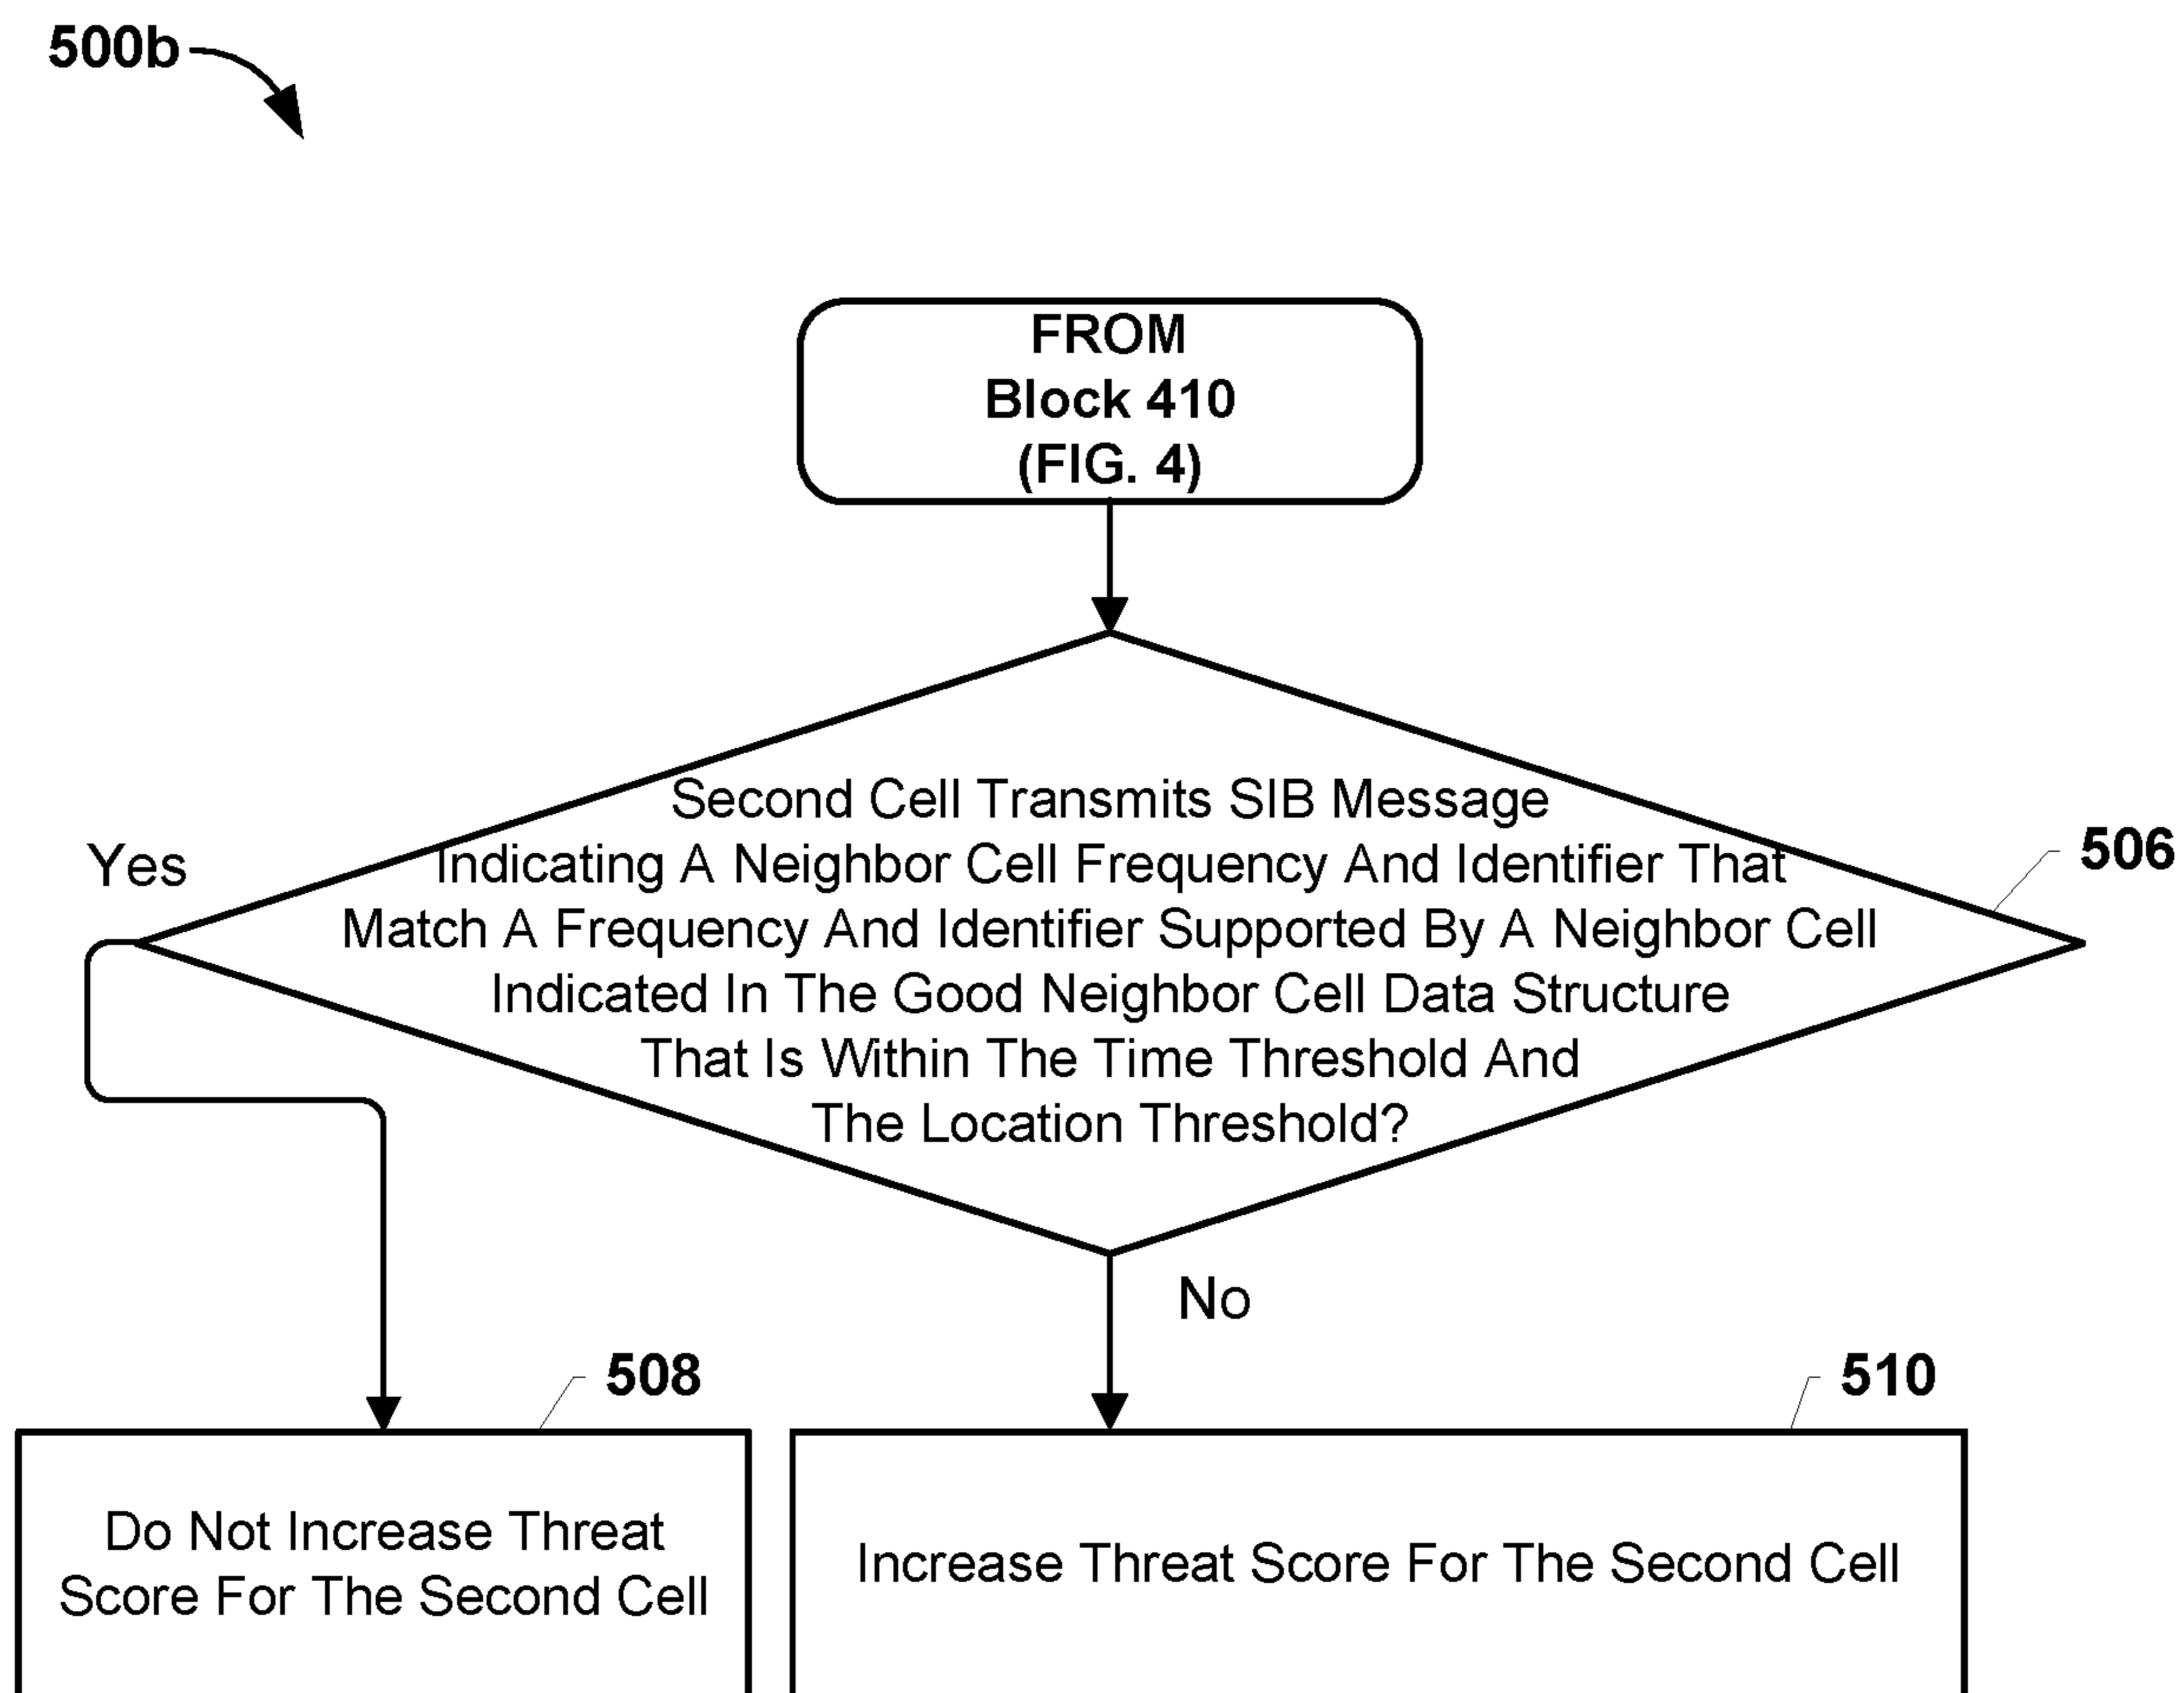 500b
FROM
Block 410
(FIG. 4)
Second Cell Transmits SIB Message
Indicating A Neighbor Cell Frequency And Identifier That
Match A Frequency And Identifier Supported By A Neighbor Cell
Indicated In The Good Neighbor Cell Data Structure
That Is Within The Time Threshold And
The Location Threshold?
506
Yes
No
508
Do Not Increase Threat
Score For The Second Cell
510
Increase Threat Score For The Second Cell